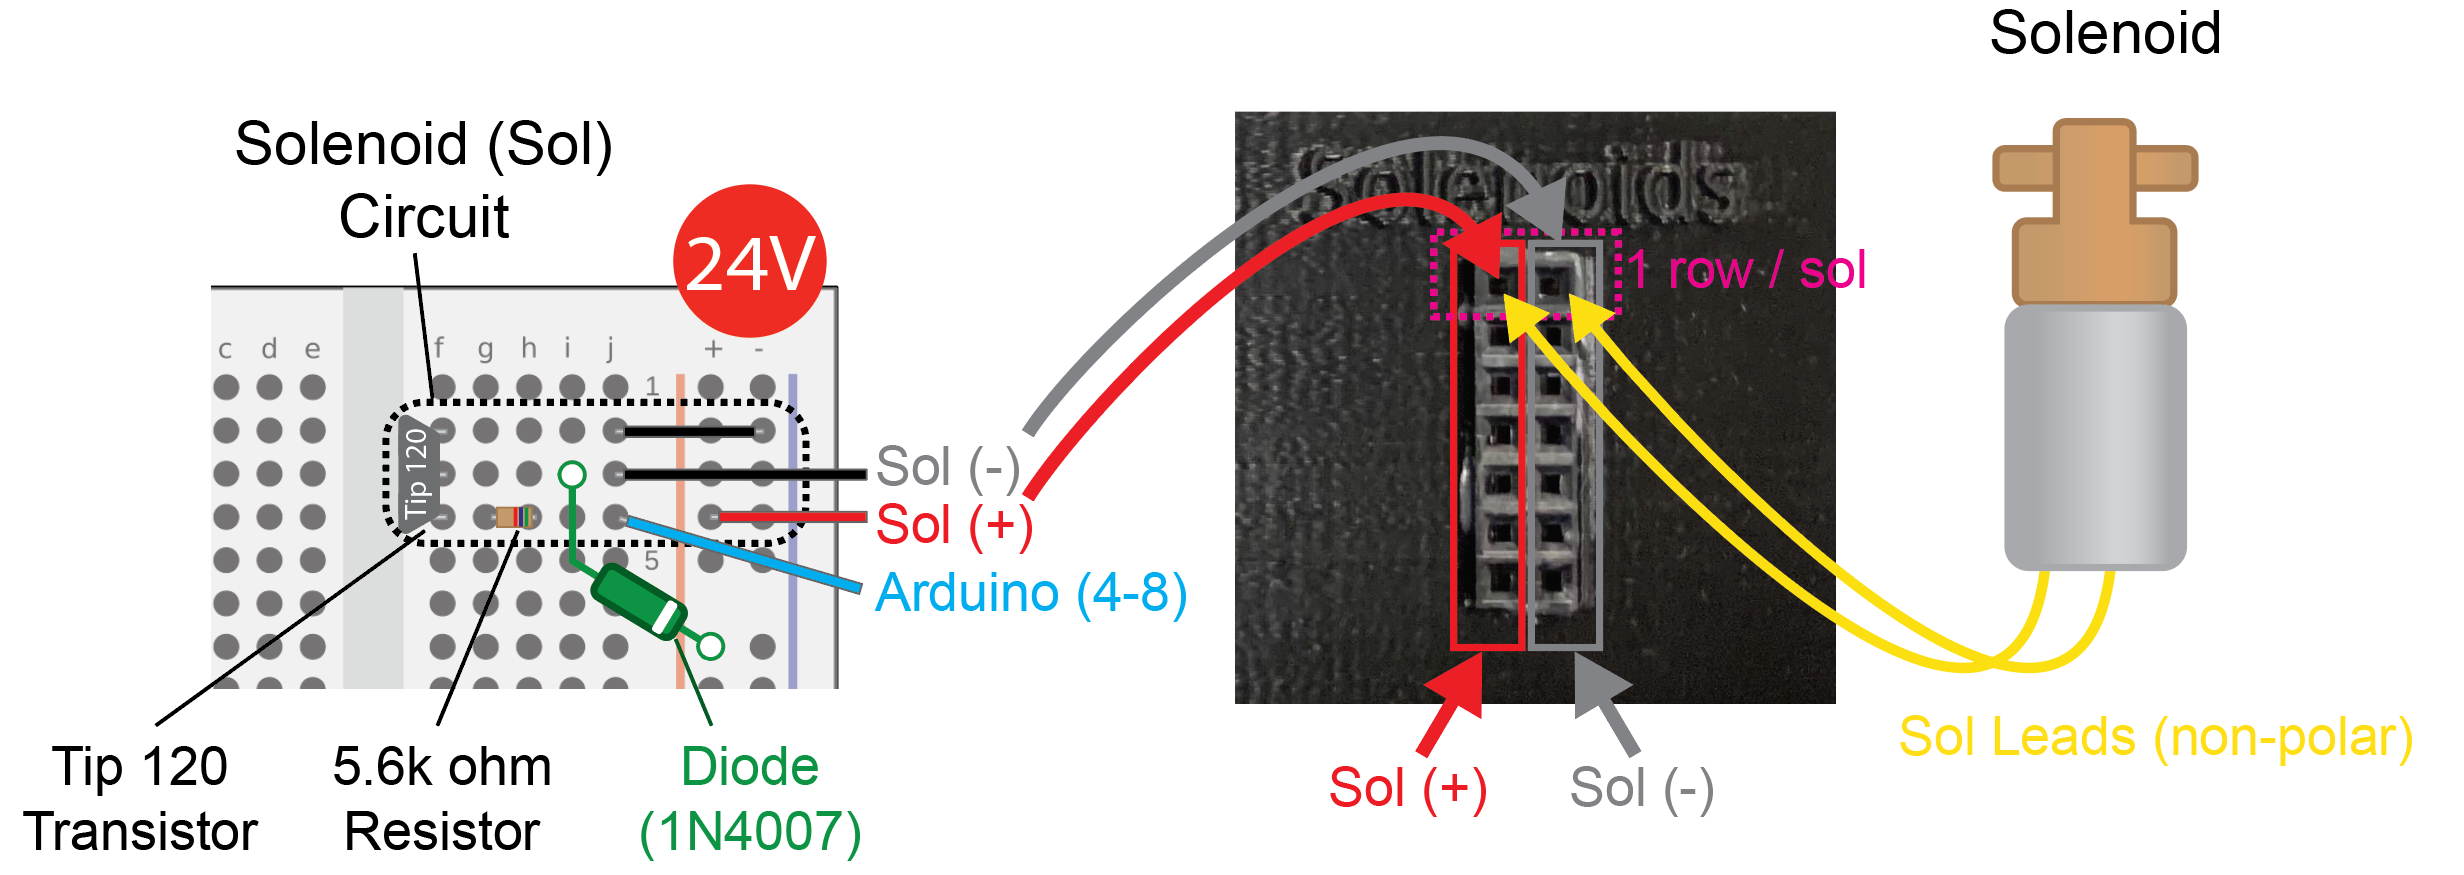 Solenoid
Solenoid (Sol)
Circuit
24V
Solenoids
1 row / sol
c d e f g h i j + -
1
Tip 120
5
Sol (-)
Sol (+)
Arduino (4-8)
Tip 120
Transistor
5.6k ohm
Resistor
Diode
(1N4007)
Sol (+)
Sol (-)
Sol Leads (non-polar)